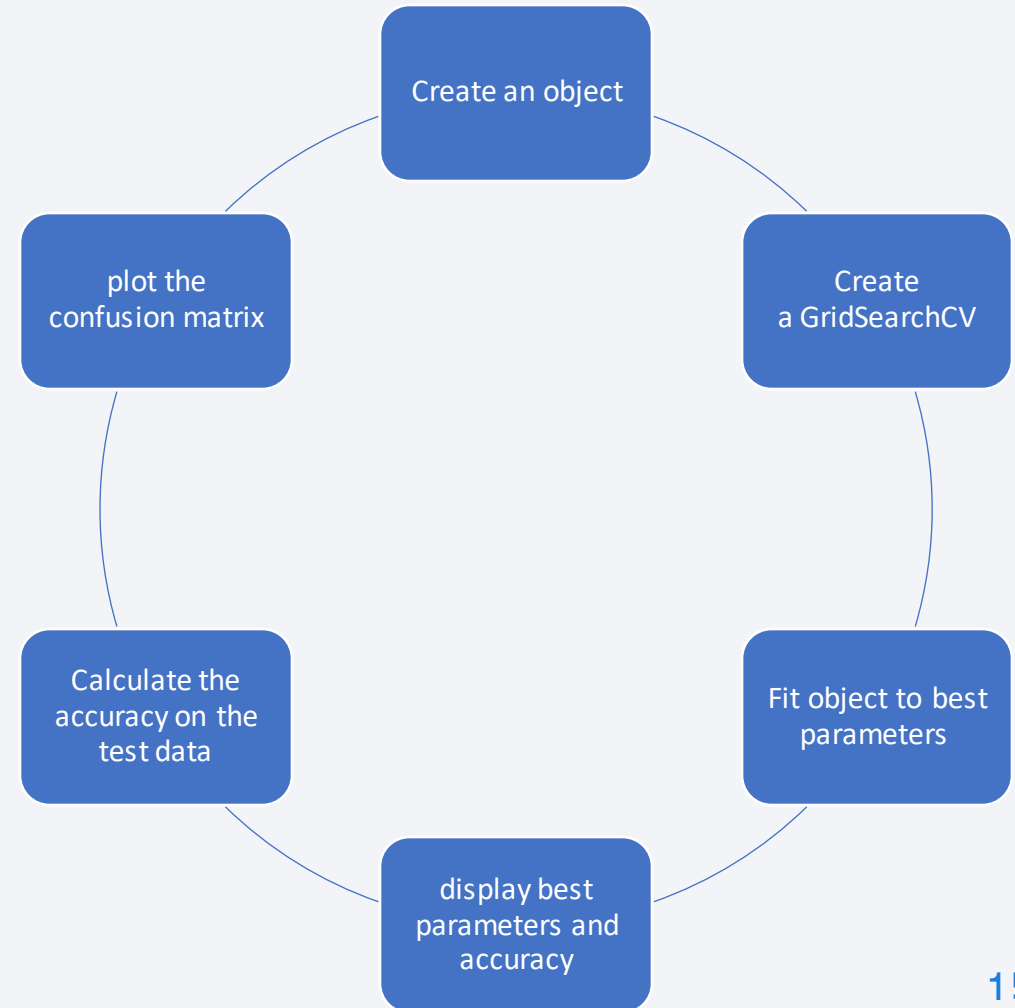 Create an object
Create
a GridSearchCV
Fit object to best
parameters
display best
parameters and
accuracy
Calculate the
accuracy on the
test data
plot the
confusion matrix
15